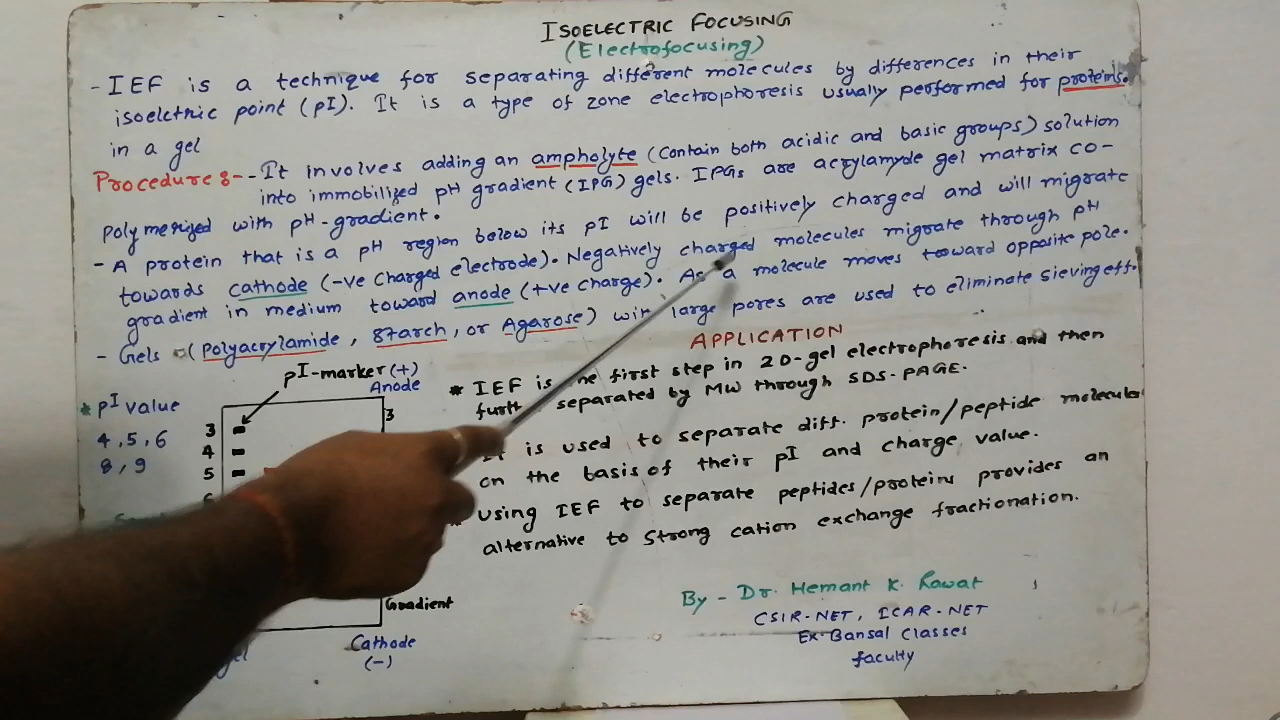 ISOELECTRIC FOCUSING
(Electrofocusing)
- IEF is a technique for separating different molecules by differences in their
isoelctric point (pI). It is a type of zone electrophoresis usually performed for proteins.
in a gel
Procedure :- - It involves adding an ampholyte (contain both acidic and basic groups) solution
into immobilized pH gradient (IPG) gels. IPGs are acrylamyde gel matrix co-
polymerized with pH-gradient.
- A protein that is a pH region below its pI will be positively charged and will migrate
towards cathode (-ve charged electrode). Negatively charged molecules migrate through pH
gradient in medium toward anode (+ve charge). As a molecule moves toward opposite pole.
- Gels (polyacrylamide, starch, or Agarose) with large pores are used to eliminate sieving eff.
pI-marker
(+)
Anode
* pI value
4, 5, 6
8, 9
3
4
5
6
3
Gradient
Cathode
(-)
gel
APPLICATION
* IEF is the first step in 2D-gel electrophoresis and then
furth separated by MW through SDS-PAGE.
It is used to separate diff. protein/peptide molecules
on the basis of their pI and charge value.
* using IEF to separate peptides/proteins provides an
alternative to strong cation exchange fractionation.
By - Dr. Hemant K. Rawat
CSIR-NET, ICAR-NET
Ex. Bansal Classes
faculty